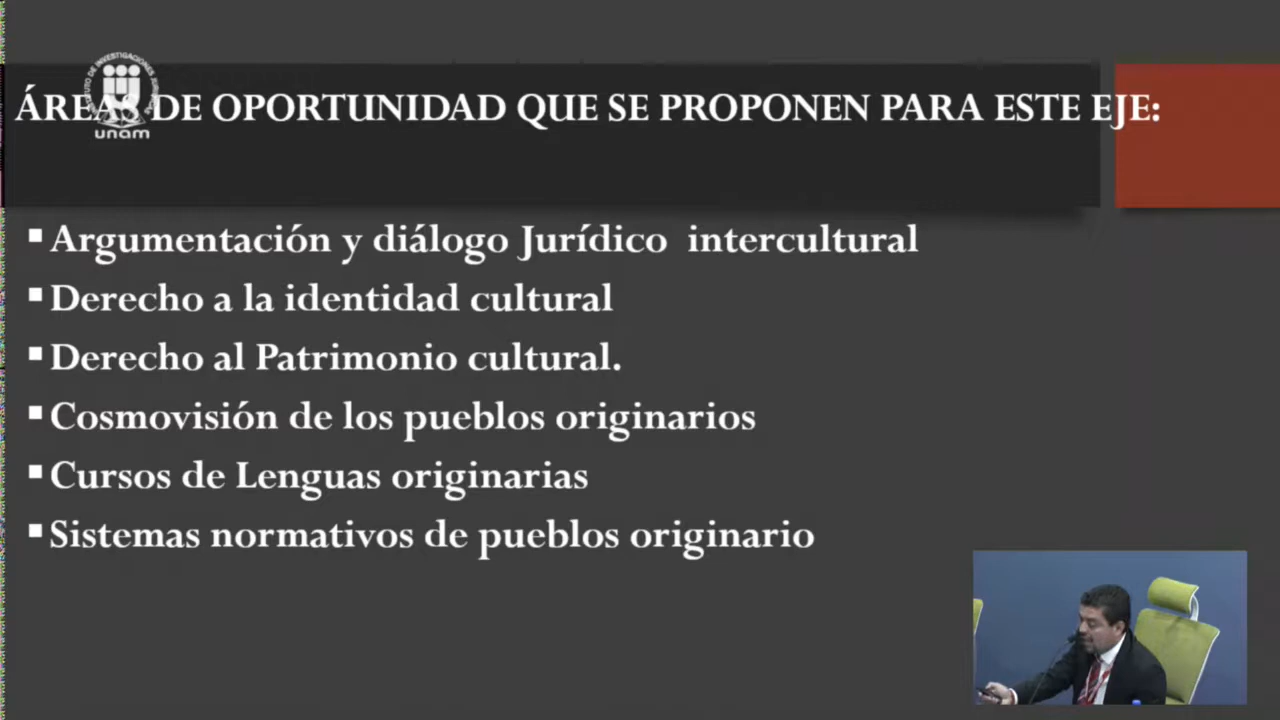 ÁREAS DE OPORTUNIDAD QUE SE PROPONEN PARA ESTE EJE:
unam
Argumentación y diálogo Jurídico intercultural
Derecho a la identidad cultural
Derecho al Patrimonio cultural.
Cosmovisión de los pueblos originarios
Cursos de Lenguas originarias
Sistemas normativos de pueblos originario